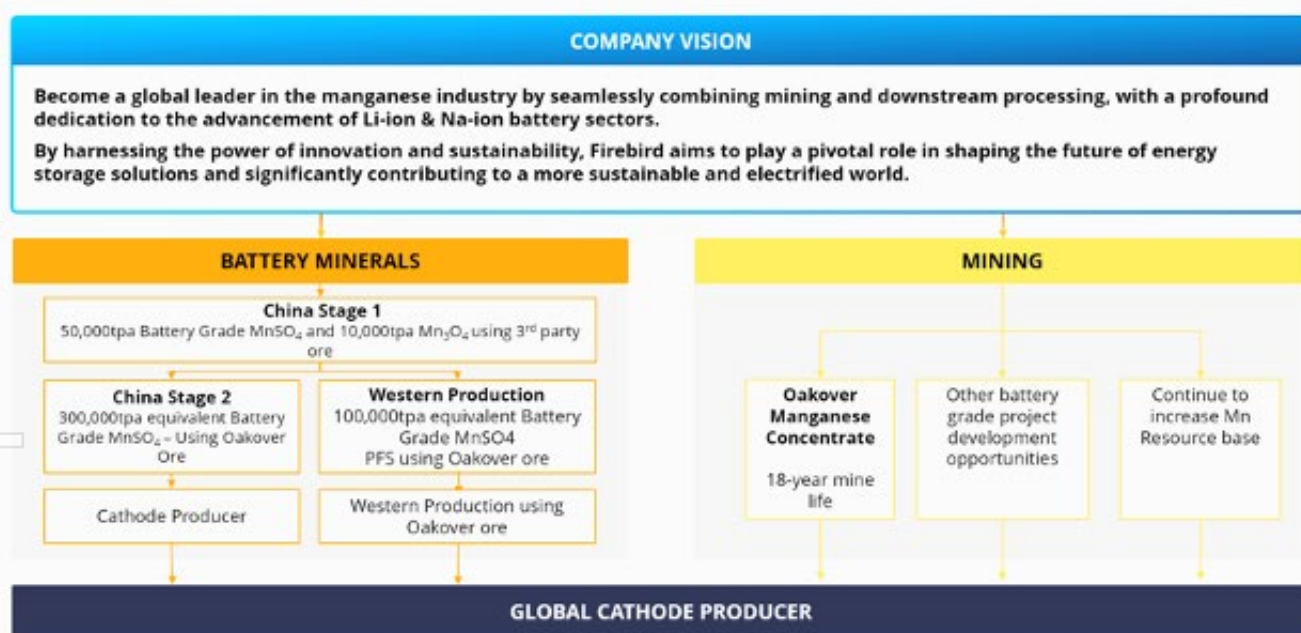 COMPANY VISION
Become a global leader in the manganese industry by seamlessly combining mining and downstream processing, with a profound
dedication to the advancement of Li-ion & Na-ion battery sectors.
By harnessing the power of innovation and sustainability, Firebird aims to play a pivotal role in shaping the future of energy
storage solutions and significantly contributing to a more sustainable and electrified world.
BATTERY MINERALS
China Stage 1
50,000tpa Battery Grade MnSO₄ and 10,000tpa Mn₃O₄ using 3ʳᵈ party
ore
China Stage 2
300,000tpa equivalent Battery
Grade MnSO₄ – Using Oakover
Ore
Western Production
100,000tpa equivalent Battery
Grade MnSO4
PFS using Oakover ore
Cathode Producer
Western Production using
Oakover ore
MINING
Oakover
Manganese
Concentrate
18-year mine
life
Other battery
grade project
development
opportunities
Continue to
increase Mn
Resource base
GLOBAL CATHODE PRODUCER